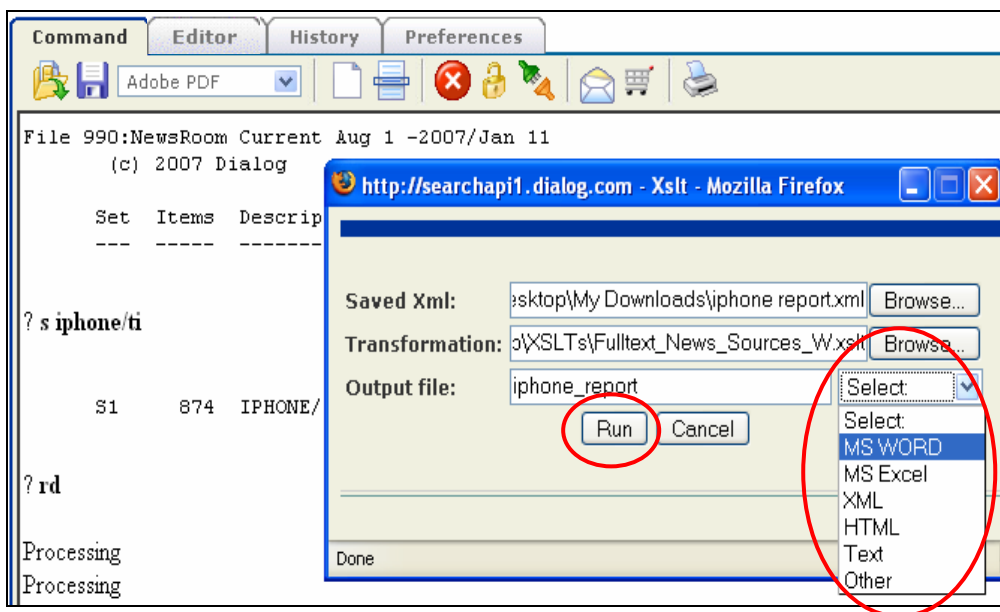 Command Editor History Preferences
Adobe PDF
File 990:NewsRoom Current Aug 1 -2007/Jan 11
(c) 2007 Dialog
Set Items Descrip
--- ----- -------
? s iphone/ti
S1 874 IPHONE/
? rd
Processing
Processing
http://searchapi1.dialog.com - Xslt - Mozilla Firefox
Saved Xml: esktop\My Downloads\iphone report.xml Browse...
Transformation: p\XSLTs\Fulltext_News_Sources_W.xslt Browse...
Output file: iphone_report Select:
Run Cancel
Select:
MS WORD
MS Excel
XML
HTML
Text
Other
Done